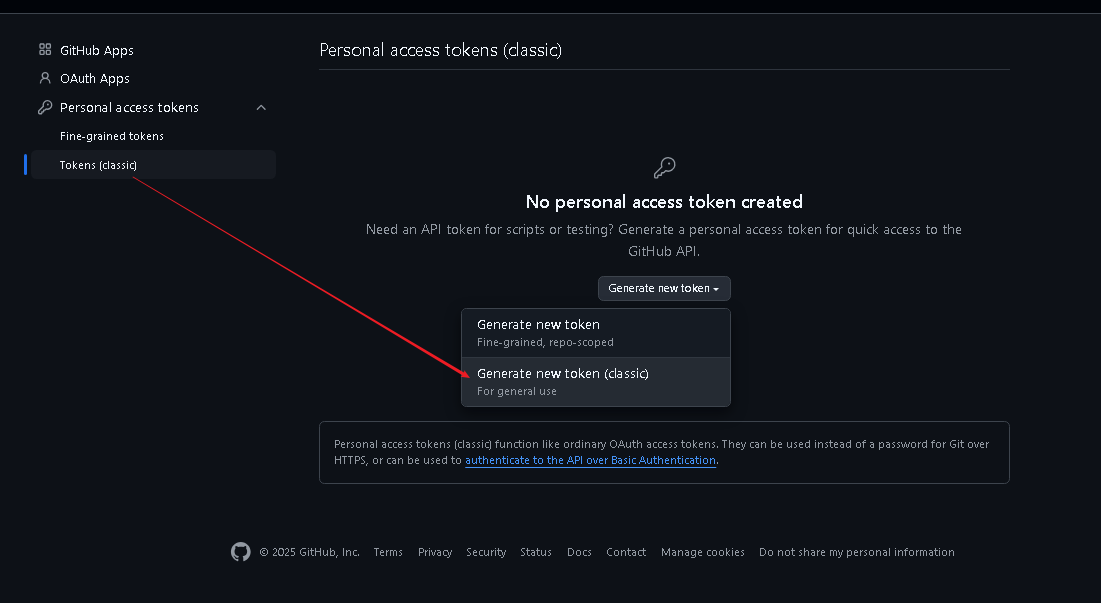 GitHub Apps
OAuth Apps
Personal access tokens
Fine-grained tokens
Tokens (classic)
Personal access tokens (classic)
No personal access token created
Need an API token for scripts or testing? Generate a personal access token for quick access to the
GitHub API.
Generate new token
Generate new token
Fine-grained, repo-scoped
Generate new token (classic)
For general use
Personal access tokens (classic) function like ordinary OAuth access tokens. They can be used instead of a password for Git over
HTTPS, or can be used to authenticate to the API over Basic Authentication.
© 2025 GitHub, Inc. Terms Privacy Security Status Docs Contact Manage cookies Do not share my personal information